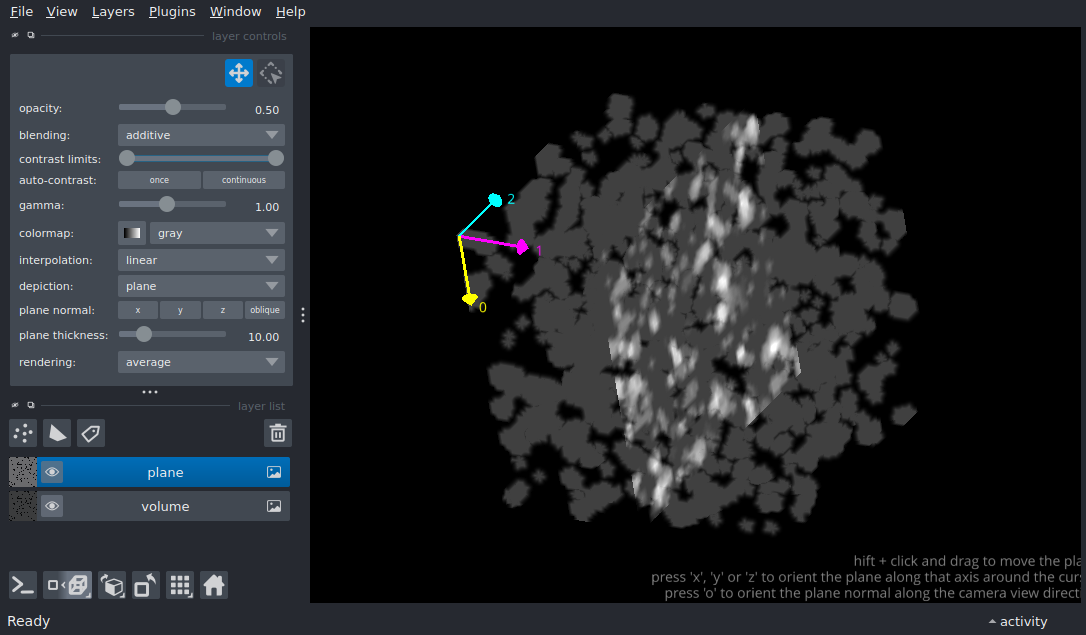 File View Layers Plugins Window Help
layer controls
opacity: 0.50
blending: additive
contrast limits:
auto-contrast: once continuous
gamma: 1.00
colormap: gray
interpolation: linear
depiction: plane
plane normal: x y z oblique
plane thickness: 10.00
rendering: average
layer list
plane
volume
2
1
0
hift + click and drag to move the pla
press 'x', 'y' or 'z' to orient the plane along that axis around the curs
press 'o' to orient the plane normal along the camera view direct
Ready
activity